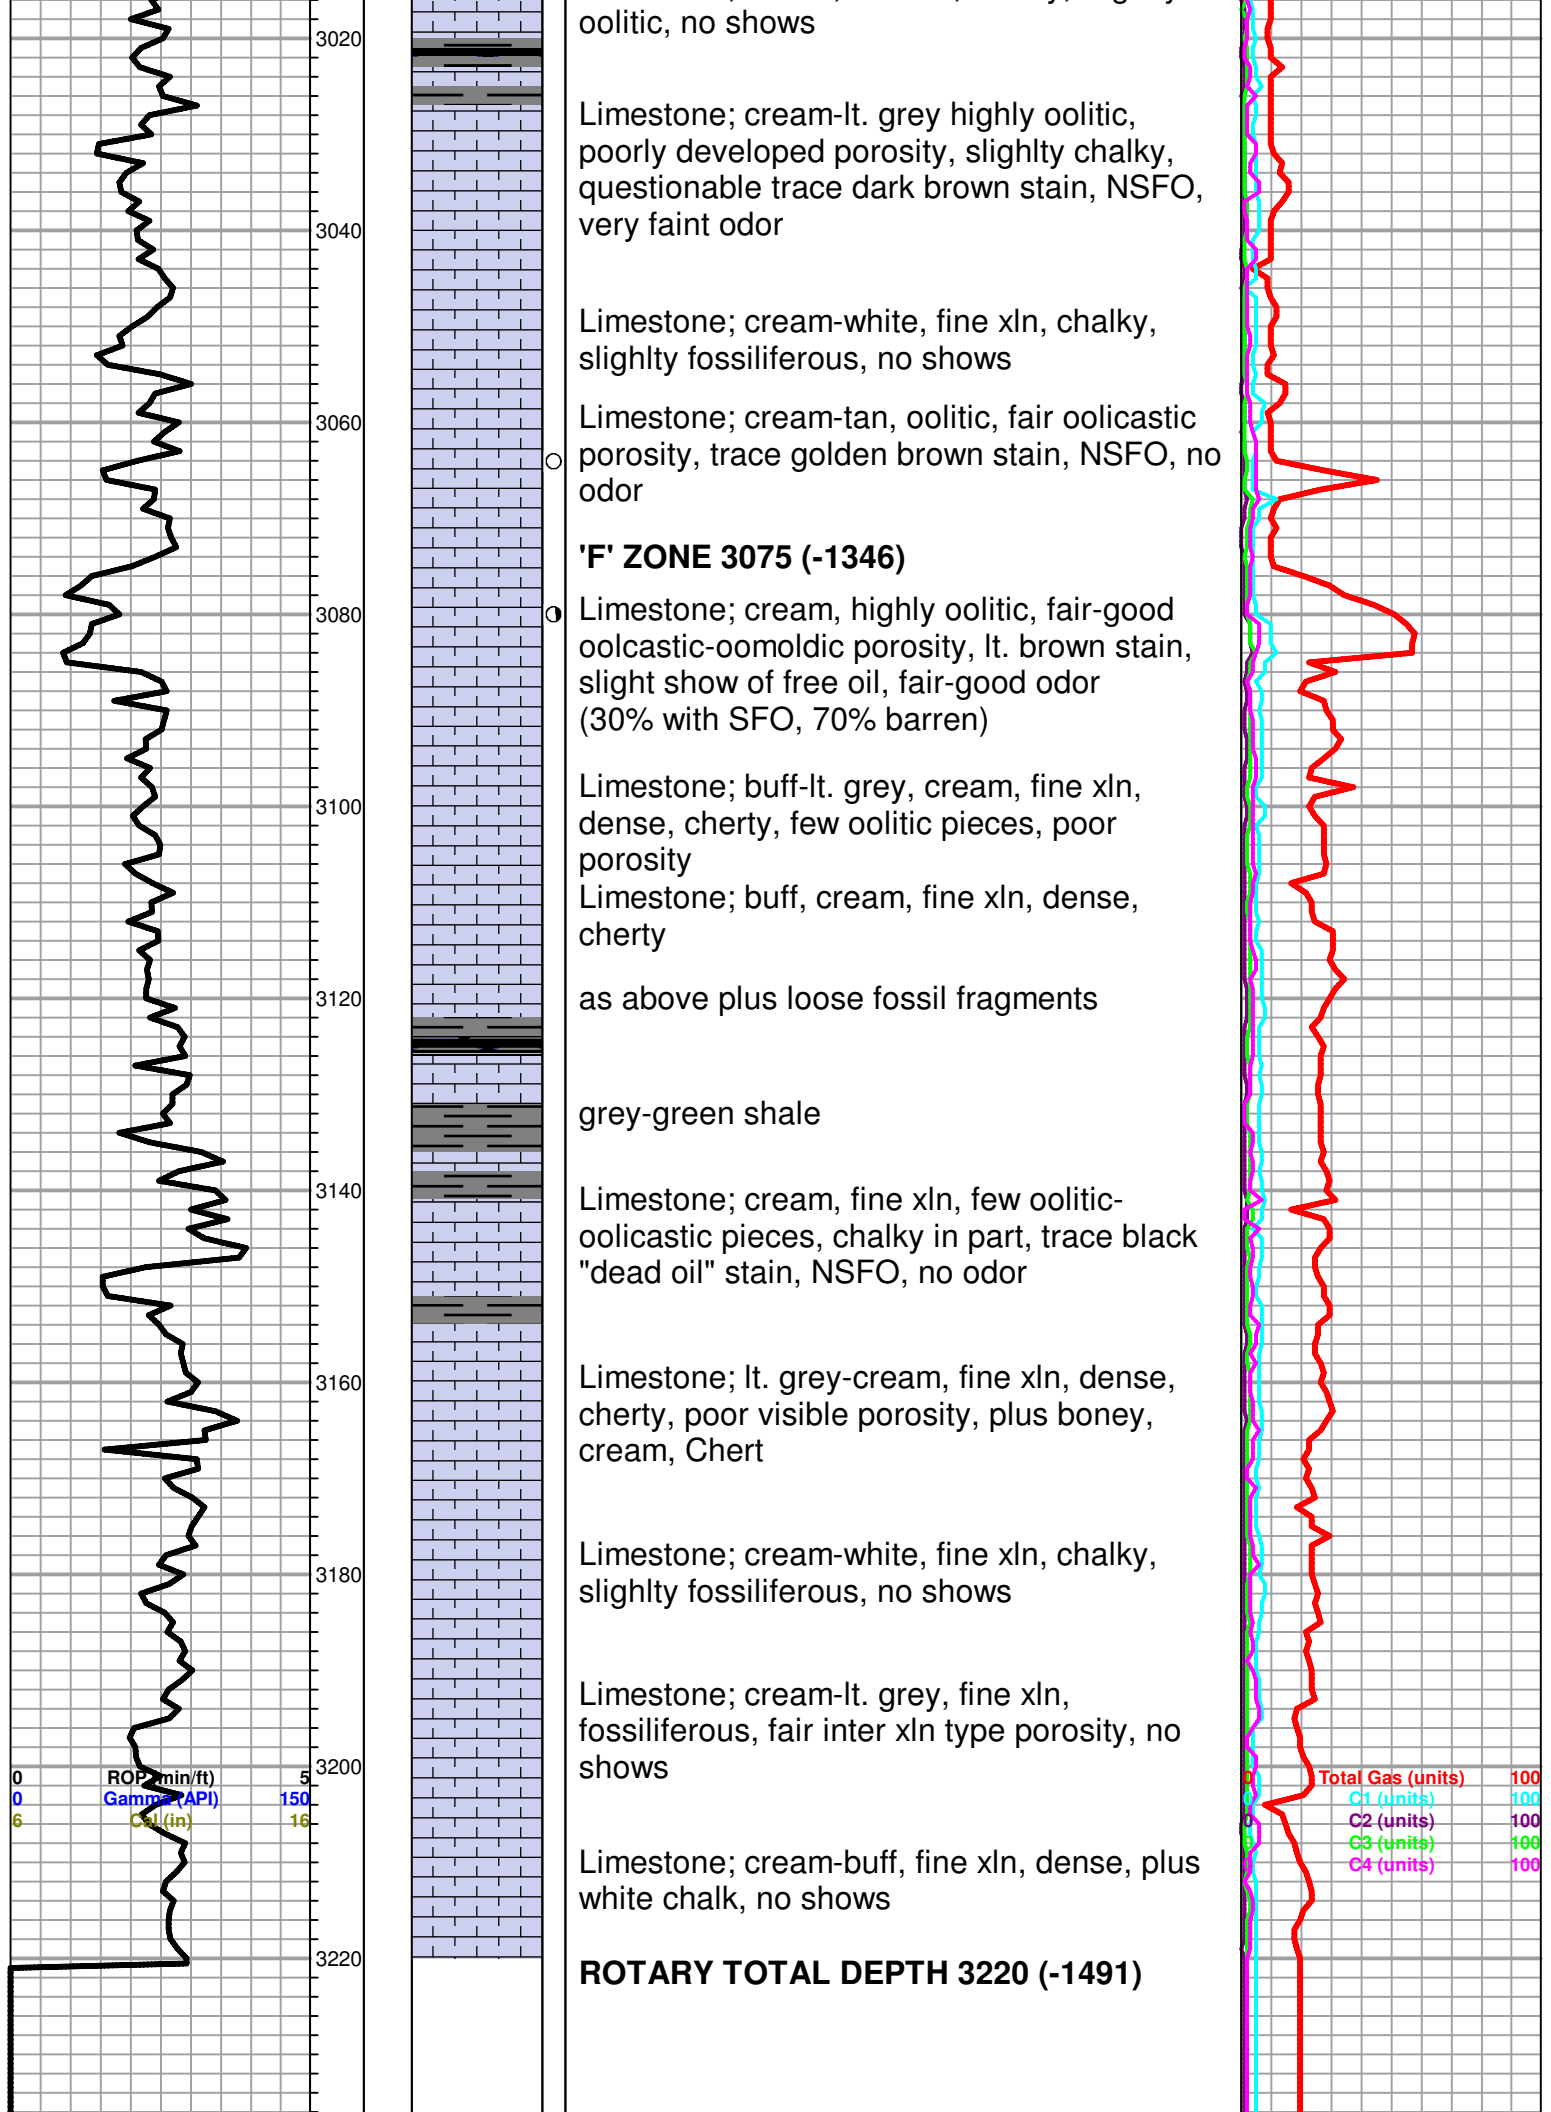 oolitic, no shows
3020
Limestone; cream-lt. grey highly oolitic,
poorly developed porosity, slighlty chalky,
questionable trace dark brown stain, NSFO,
very faint odor
3040
Limestone; cream-white, fine xln, chalky,
slighlty fossiliferous, no shows
Limestone; cream-tan, oolitic, fair oolicastic
3060
porosity, trace golden brown stain, NSFO, no
odor
'F' ZONE 3075 (-1346)
3080
Limestone; cream, highly oolitic, fair-good
oolcastic-oomoldic porosity, lt. brown stain,
slight show of free oil, fair-good odor
(30% with SFO, 70% barren)
Limestone; buff-lt. grey, cream, fine xln,
3100
dense, cherty, few oolitic pieces, poor
porosity
Limestone; buff, cream, fine xln, dense,
cherty
3120
as above plus loose fossil fragments
grey-green shale
3140
Limestone; cream, fine xln, few oolitic-
oolicastic pieces, chalky in part, trace black
"dead oil" stain, NSFO, no odor
3160
Limestone; lt. grey-cream, fine xln, dense,
cherty, poor visible porosity, plus boney,
cream, Chert
Limestone; cream-white, fine xln, chalky,
3180
slighlty fossiliferous, no shows
Limestone; cream-lt. grey, fine xln,
fossiliferous, fair inter xln type porosity, no
shows
3200
0 ROP (min/ft) 5
0 Gamma (API) 150
6 Cal (in) 16
0 Total Gas (units) 100
0 C1 (units) 100
0 C2 (units) 100
0 C3 (units) 100
0 C4 (units) 100
Limestone; cream-buff, fine xln, dense, plus
white chalk, no shows
3220
ROTARY TOTAL DEPTH 3220 (-1491)